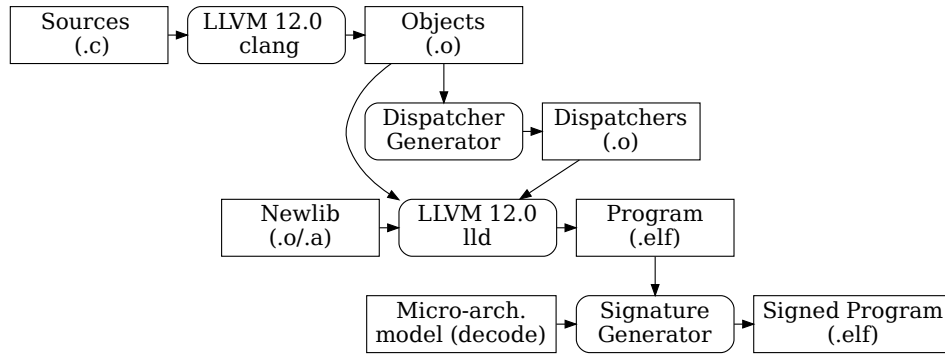 Sources
(.c)
LLVM 12.0
clang
Objects
(.o)
Dispatcher
Generator
Dispatchers
(.o)
Newlib
(.o/.a)
LLVM 12.0
lld
Program
(.elf)
Micro-arch.
model (decode)
Signature
Generator
Signed Program
(.elf)